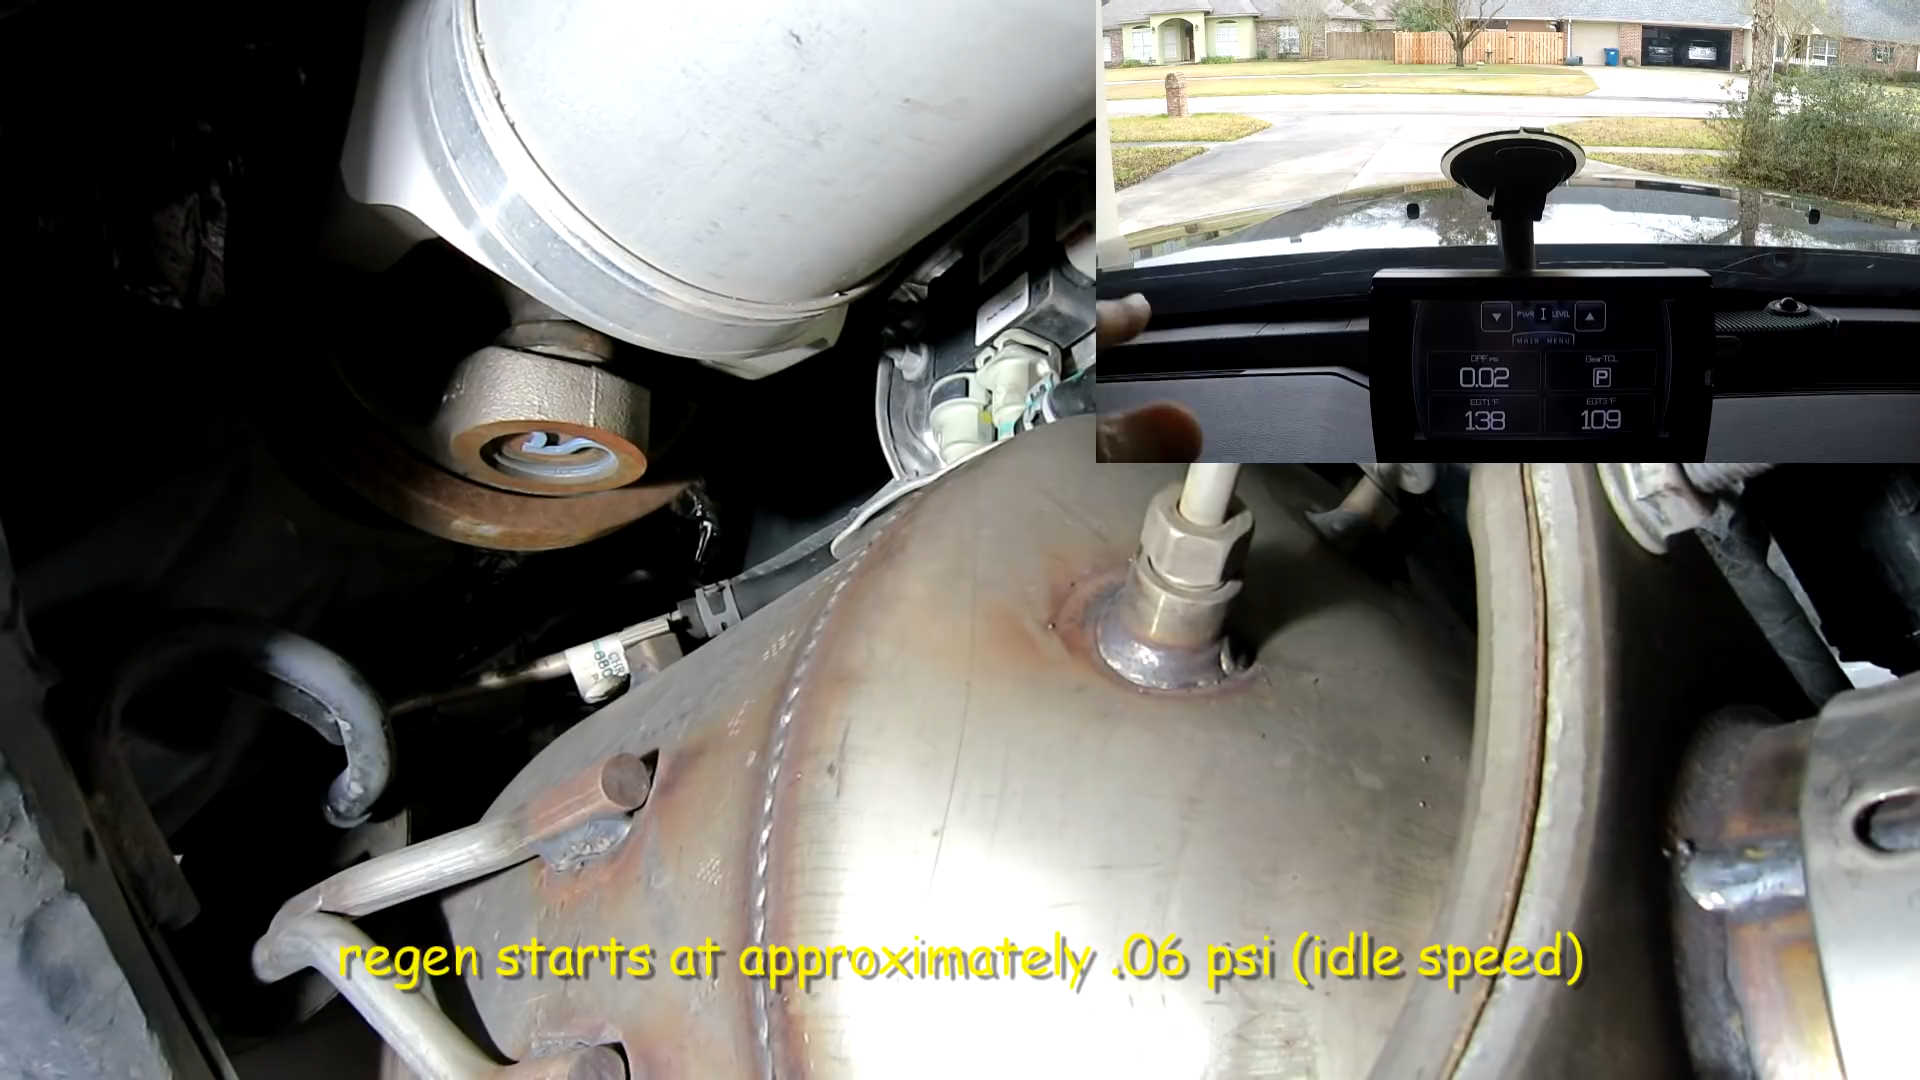 PWR I LEVEL
MAIN MENU
DPF PSI
Gear-TCL
0.02
P
EGT1 °F
EGT3 °F
138
109
regen starts at approximately .06 psi (idle speed)